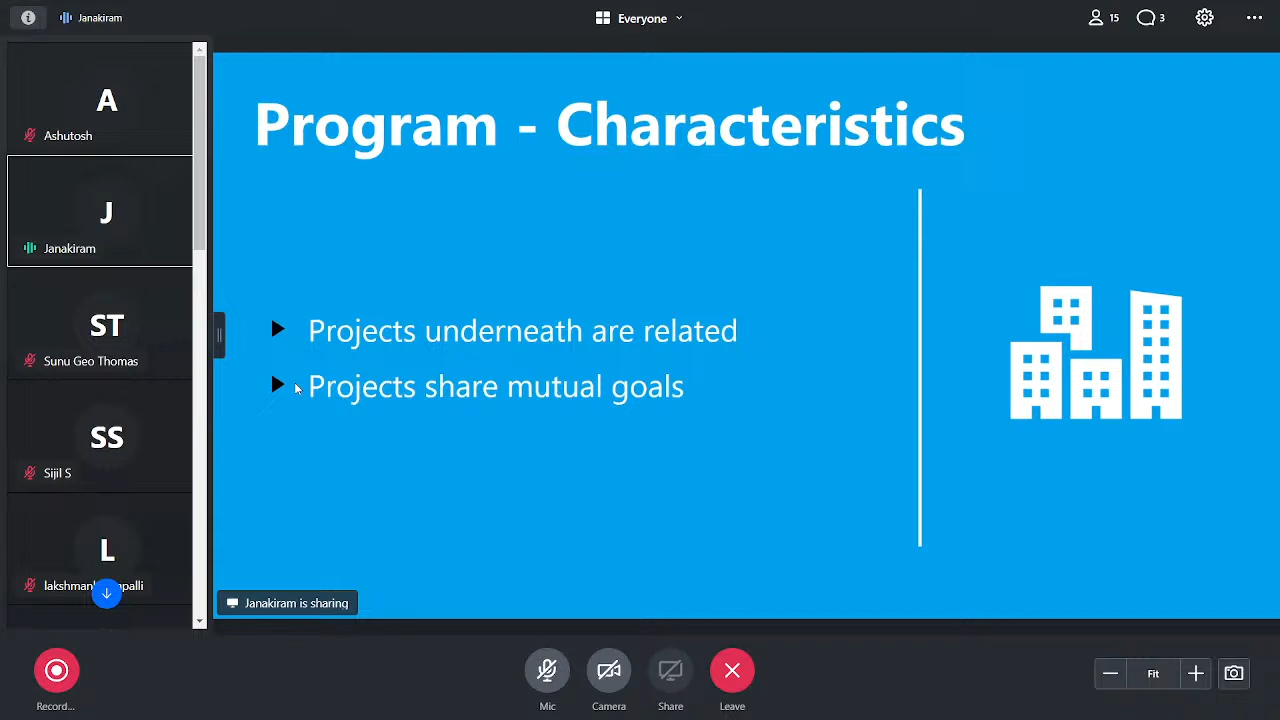 Janakiram
Everyone
15
3
A
Ashutosh
J
Janakiram
ST
Sunu Geo Thomas
SS
Sijil S
L
Program - Characteristics
Projects underneath are related
Projects share mutual goals
Janakiram is sharing
Record...
Mic
Camera
Share
Leave
Fit